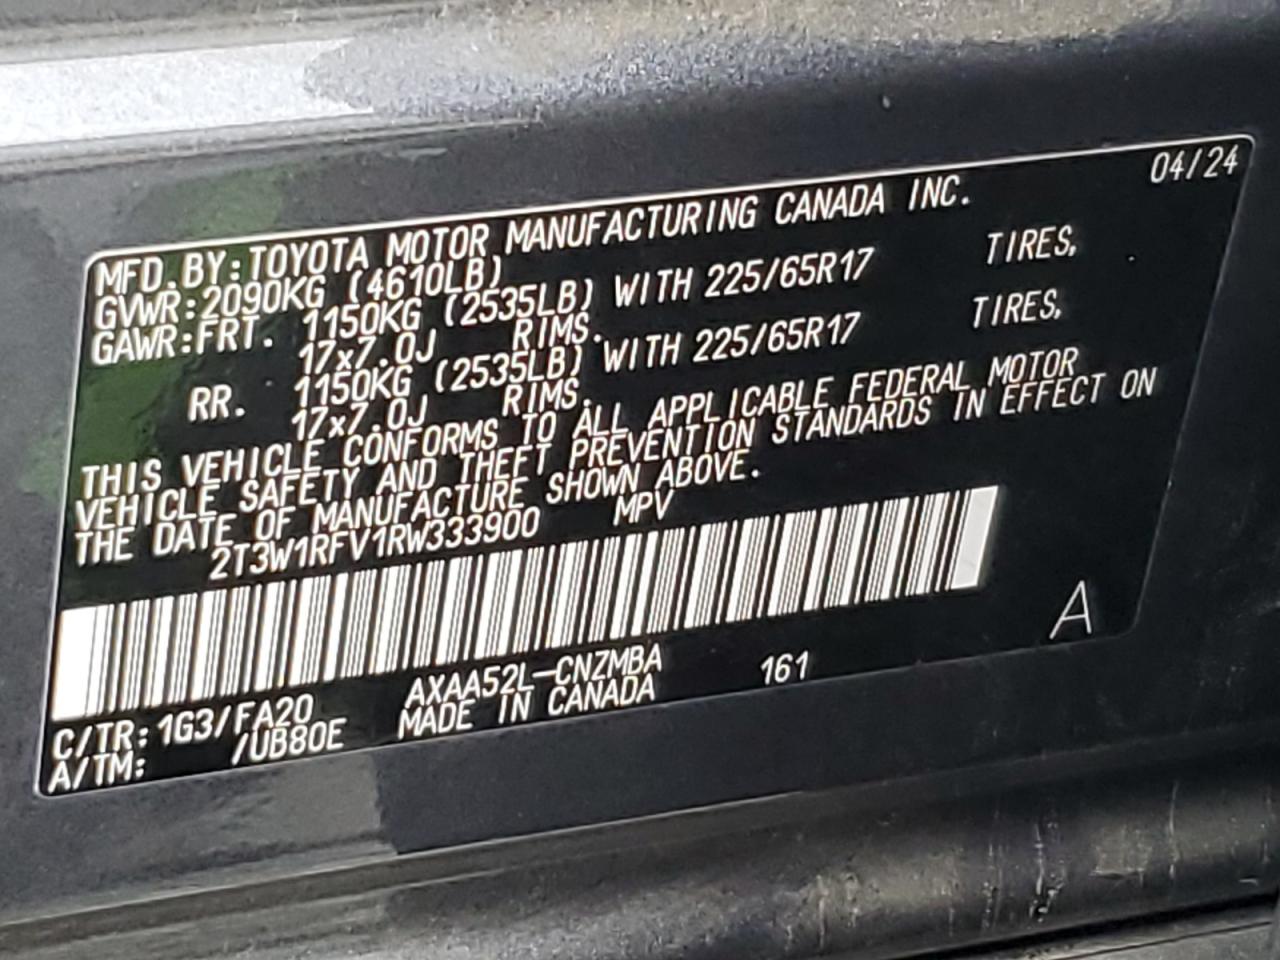 04/24
MFD.BY:TOYOTA MOTOR MANUFACTURING CANADA INC.
GVWR:2090KG (4610LB)
GAWR:FRT. 1150KG (2535LB) WITH 225/65R17 TIRES,
17x7.0J RIMS.
RR. 1150KG (2535LB) WITH 225/65R17 TIRES,
17x7.0J RIMS.
THIS VEHICLE CONFORMS TO ALL APPLICABLE FEDERAL MOTOR
VEHICLE SAFETY AND THEFT PREVENTION STANDARDS IN EFFECT ON
THE DATE OF MANUFACTURE SHOWN ABOVE.
2T3W1RFV1RW333900 MPV
A
C/TR:1G3/FA20 AXAA52L-CNZMBA 161
A/TM: /UB80E MADE IN CANADA